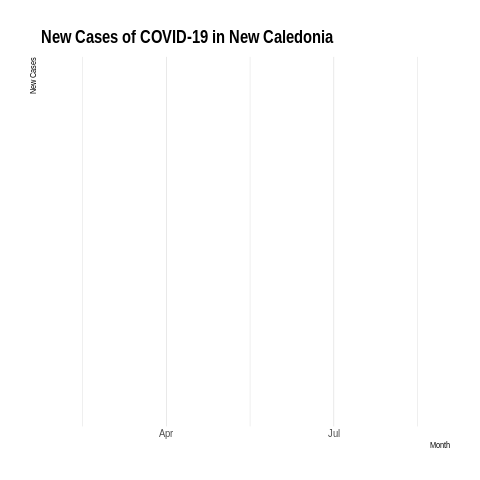 New Cases of COVID-19 in New Caledonia
New Cases
Apr
Jul
Month